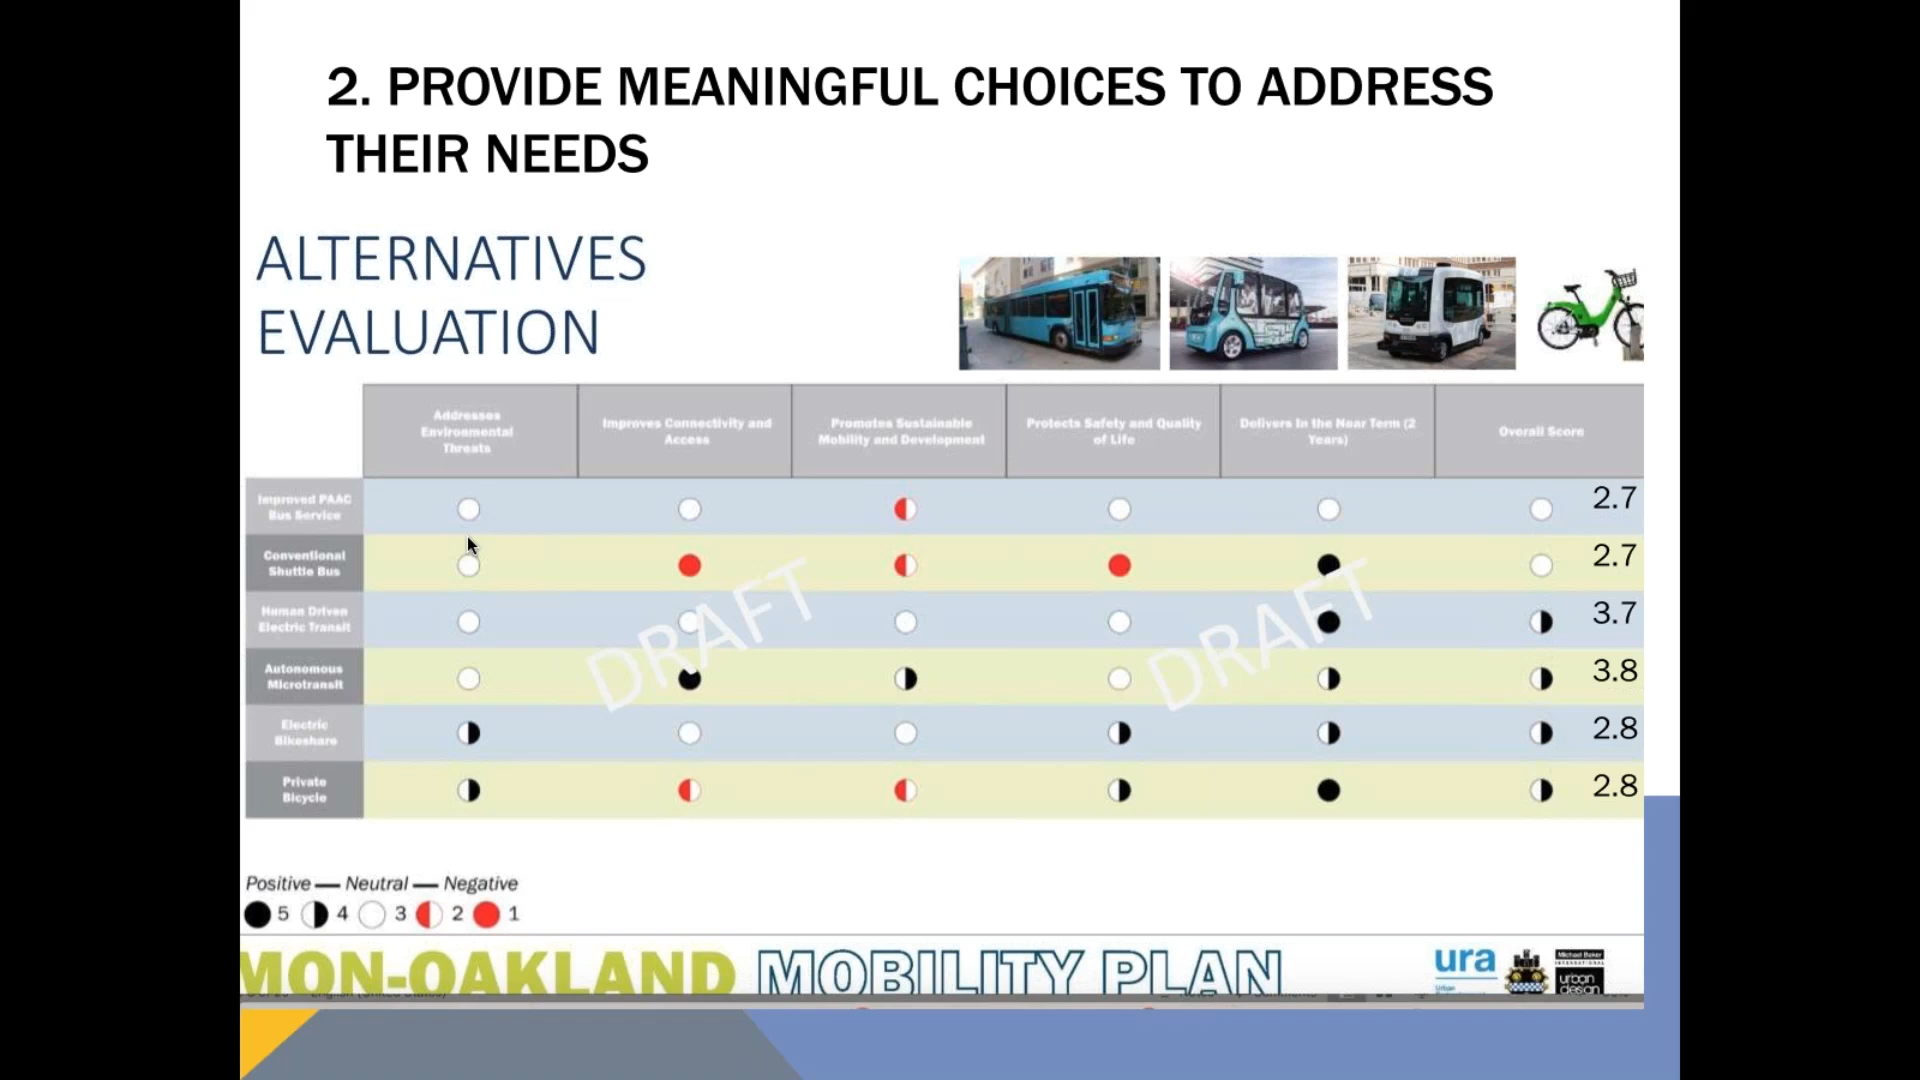 2. PROVIDE MEANINGFUL CHOICES TO ADDRESS
THEIR NEEDS
ALTERNATIVES
EVALUATION
Addresses
Environmental
Threats
Improves Connectivity and
Access
Promotes Sustainable
Mobility and Development
Protects Safety and Quality
of Life
Delivers In the Near Term (2
Years)
Overall Score
Improved PAAC
Bus Service
2.7
Conventional
Shuttle Bus
2.7
Human Driven
Electric Transit
3.7
Autonomous
Microtransit
3.8
Electric
Bikeshare
2.8
Private
Bicycle
2.8
DRAFT
DRAFT
Positive — Neutral — Negative
5 4 3 2 1
MON-OAKLAND MOBILITY PLAN
ura
Urban
Michael Baker
INTERNATIONAL
urban
design